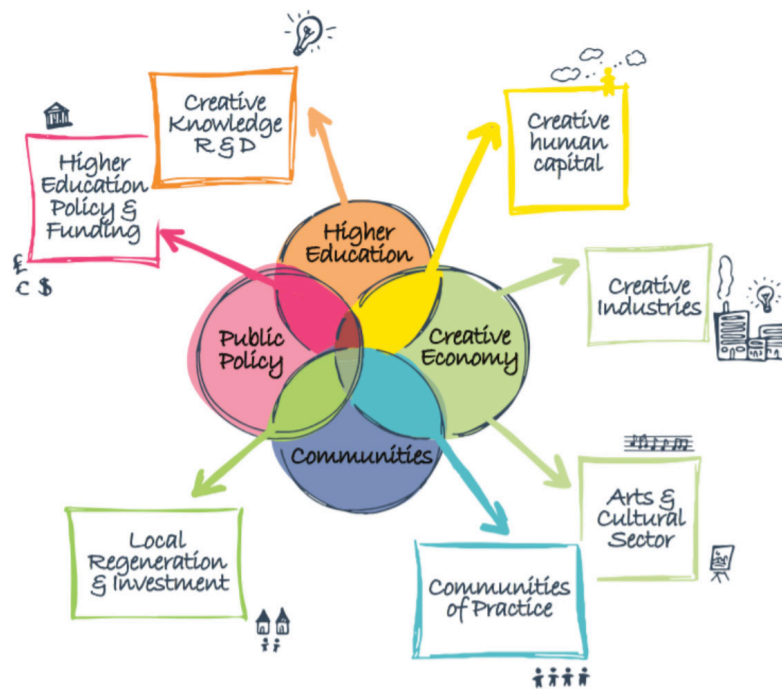 Creative
Knowledge
R & D
Higher
Education
Policy &
Funding
£
€ $
Creative
human
capital
Higher
Education
Public
Policy
Creative
Economy
Communities
Creative
Industries
Arts &
Cultural
Sector
Local
Regeneration
& Investment
Communities
of Practice